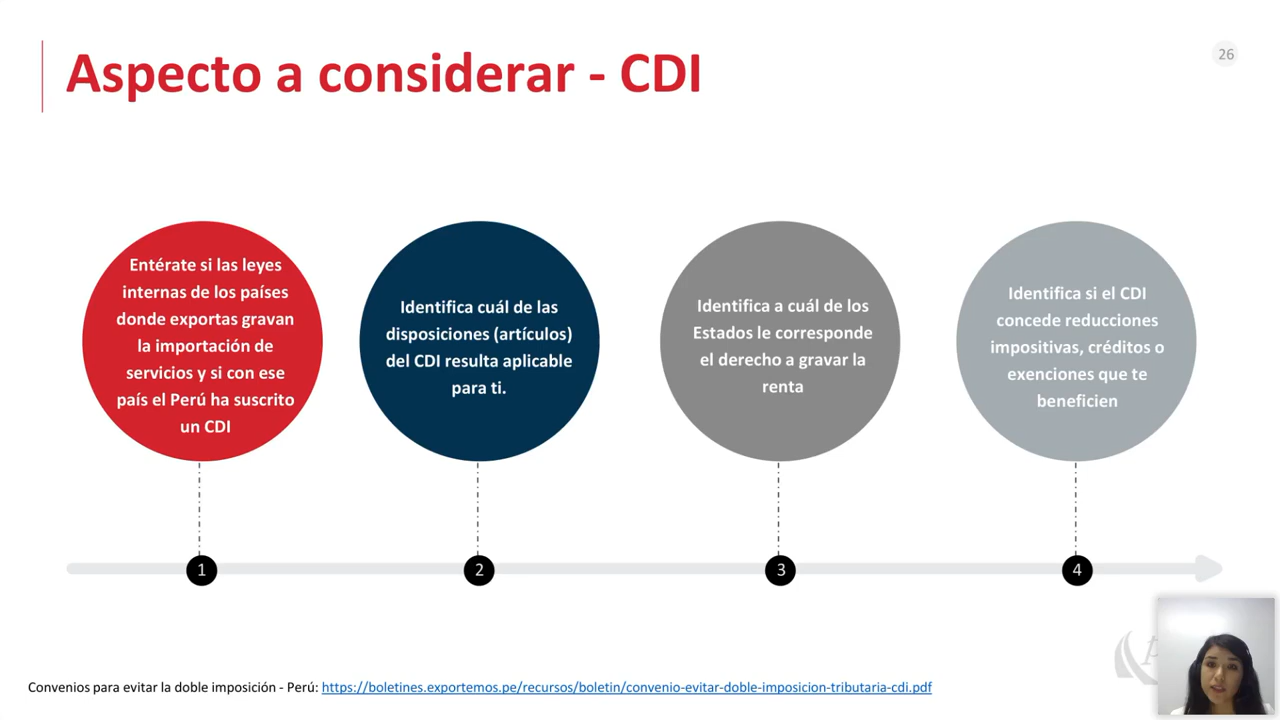 Aspecto a considerar - CDI
26
Entérate si las leyes
internas de los países
donde exportas gravan
la importación de
servicios y si con ese
país el Perú ha suscrito
un CDI
Identifica cuál de las
disposiciones (artículos)
del CDI resulta aplicable
para ti.
Identifica a cuál de los
Estados le corresponde
el derecho a gravar la
renta
Identifica si el CDI
concede reducciones
impositivas, créditos o
exenciones que te
beneficien
1
2
3
4
Convenios para evitar la doble imposición - Perú: https://boletines.exportemos.pe/recursos/boletin/convenio-evitar-doble-imposicion-tributaria-cdi.pdf